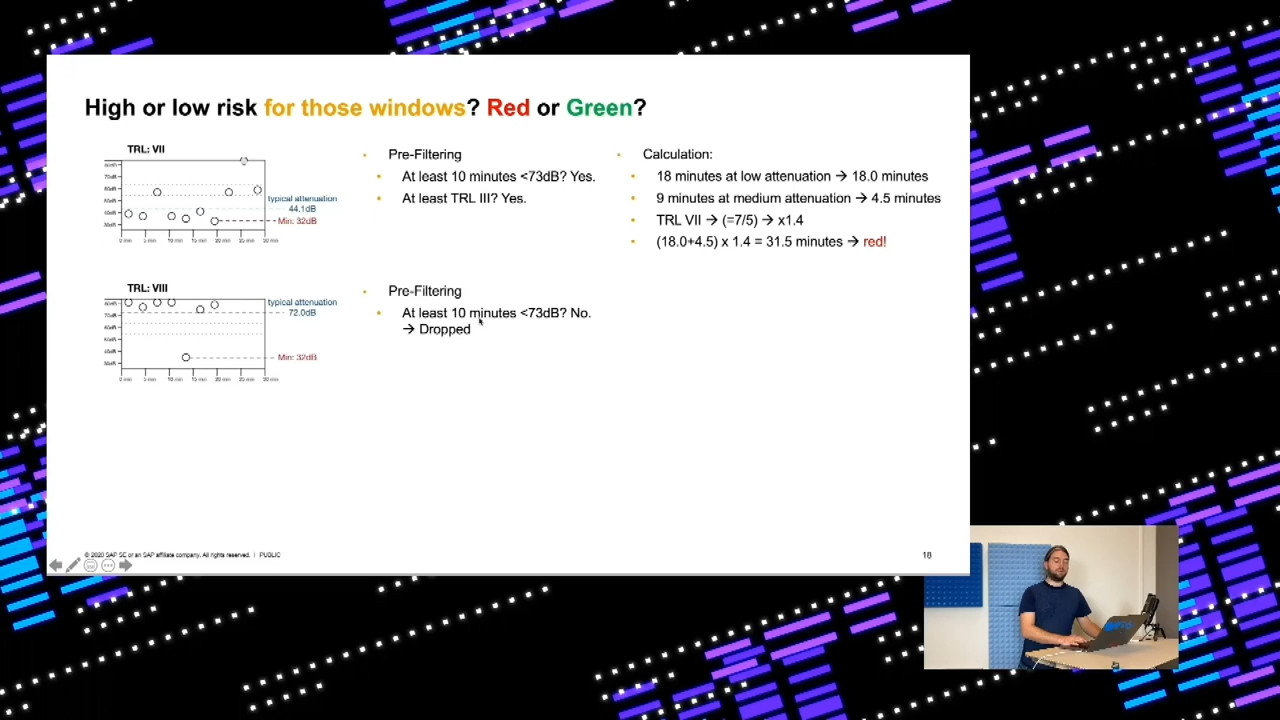 High or low risk for those windows? Red or Green?
TRL: VII
80dB
70dB
60dB
50dB
40dB
30dB
typical attenuation
44.1dB
Min: 32dB
0 min 5 min 10 min 15 min 20 min 25 min 30 min
Pre-Filtering
At least 10 minutes <73dB? Yes.
At least TRL III? Yes.
Calculation:
18 minutes at low attenuation → 18.0 minutes
9 minutes at medium attenuation → 4.5 minutes
TRL VII → (=7/5) → x1.4
(18.0+4.5) x 1.4 = 31.5 minutes → red!
TRL: VIII
80dB
70dB
60dB
50dB
40dB
30dB
typical attenuation
72.0dB
Min: 32dB
0 min 5 min 10 min 15 min 20 min 25 min 30 min
Pre-Filtering
At least 10 minutes <73dB? No.
→ Dropped
© 2020 SAP SE or an SAP affiliate company. All rights reserved. | PUBLIC
18